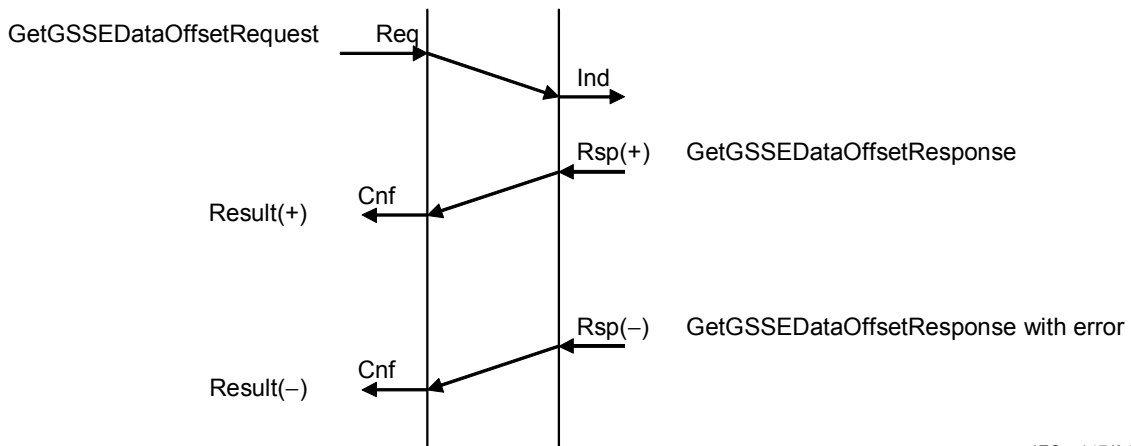 GetGSSEDataOffsetRequest Req
Ind
Rsp(+) GetGSSEDataOffsetResponse
Cnf
Result(+)
Rsp(−) GetGSSEDataOffsetResponse with error
Cnf
Result(−)